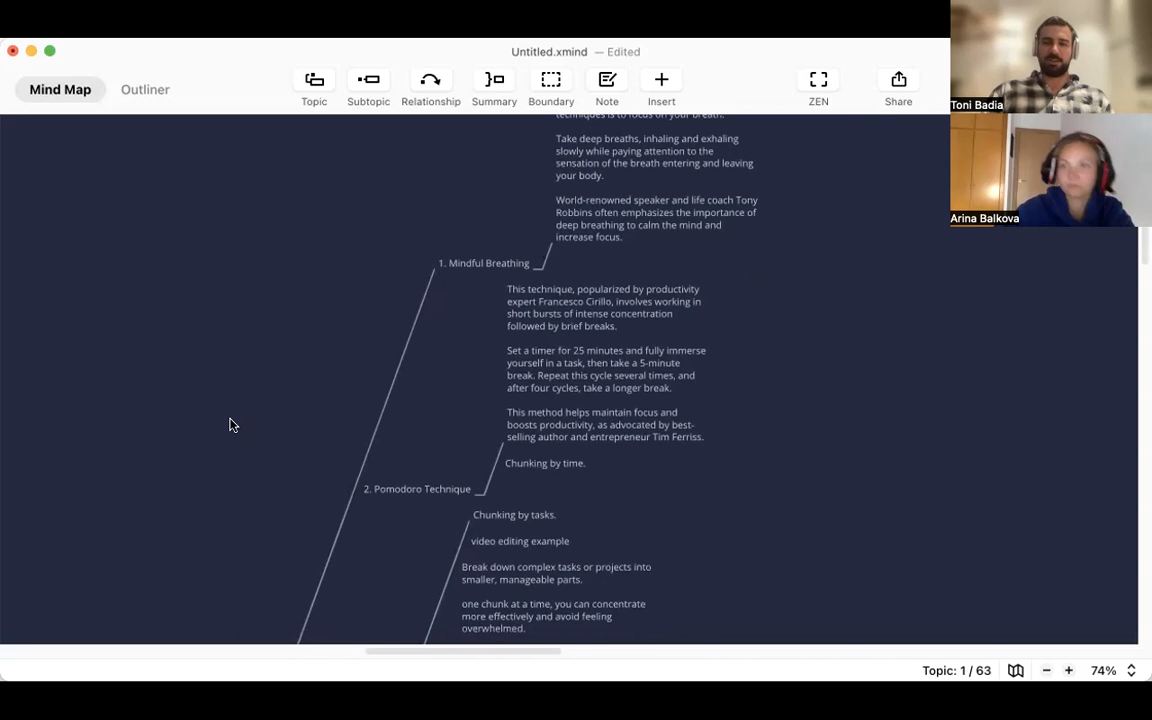 Untitled.xmind — Edited
Mind Map
Outliner
Topic
Subtopic
Relationship
Summary
Boundary
Note
Insert
ZEN
Share
Toni Badia
Arina Balkova
techniques is to focus on your breath.
Take deep breaths, inhaling and exhaling
slowly while paying attention to the
sensation of the breath entering and leaving
your body.
World-renowned speaker and life coach Tony
Robbins often emphasizes the importance of
deep breathing to calm the mind and
increase focus.
1. Mindful Breathing
This technique, popularized by productivity
expert Francesco Cirillo, involves working in
short bursts of intense concentration
followed by brief breaks.
Set a timer for 25 minutes and fully immerse
yourself in a task, then take a 5-minute
break. Repeat this cycle several times, and
after four cycles, take a longer break.
This method helps maintain focus and
boosts productivity, as advocated by best-
selling author and entrepreneur Tim Ferriss.
Chunking by time.
2. Pomodoro Technique
Chunking by tasks.
video editing example
Break down complex tasks or projects into
smaller, manageable parts.
one chunk at a time, you can concentrate
more effectively and avoid feeling
overwhelmed.
Topic: 1 / 63
74%